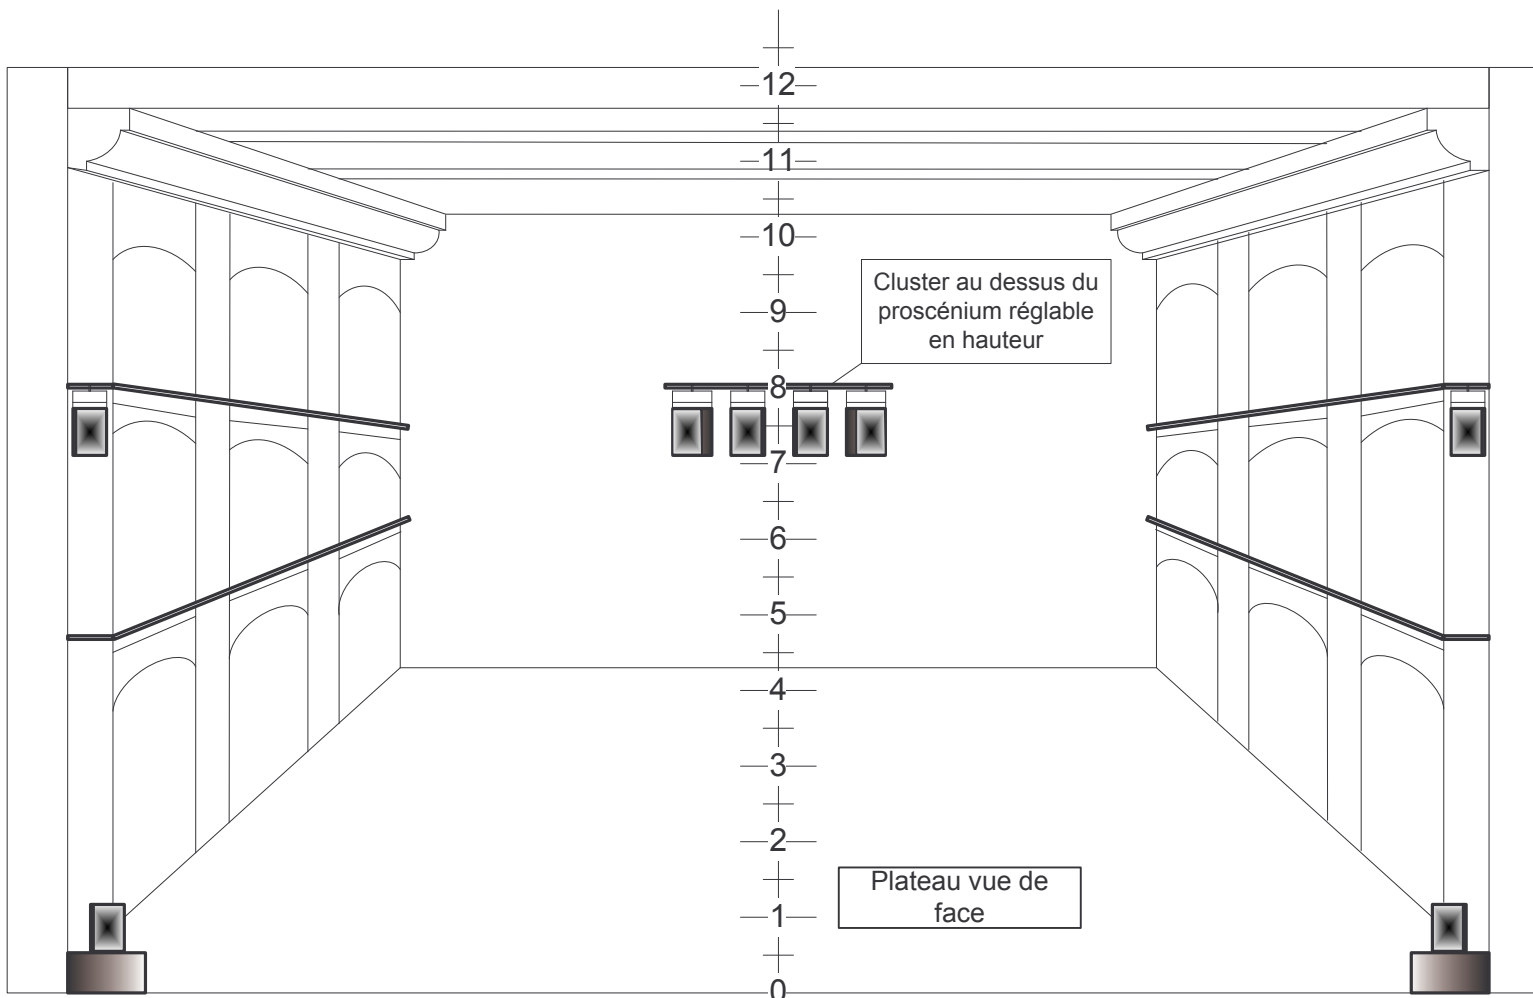 12
11
10
Cluster au dessus du
proscénium réglable
en hauteur
9
8
7
6
5
4
3
2
Plateau vue de
face
1
0